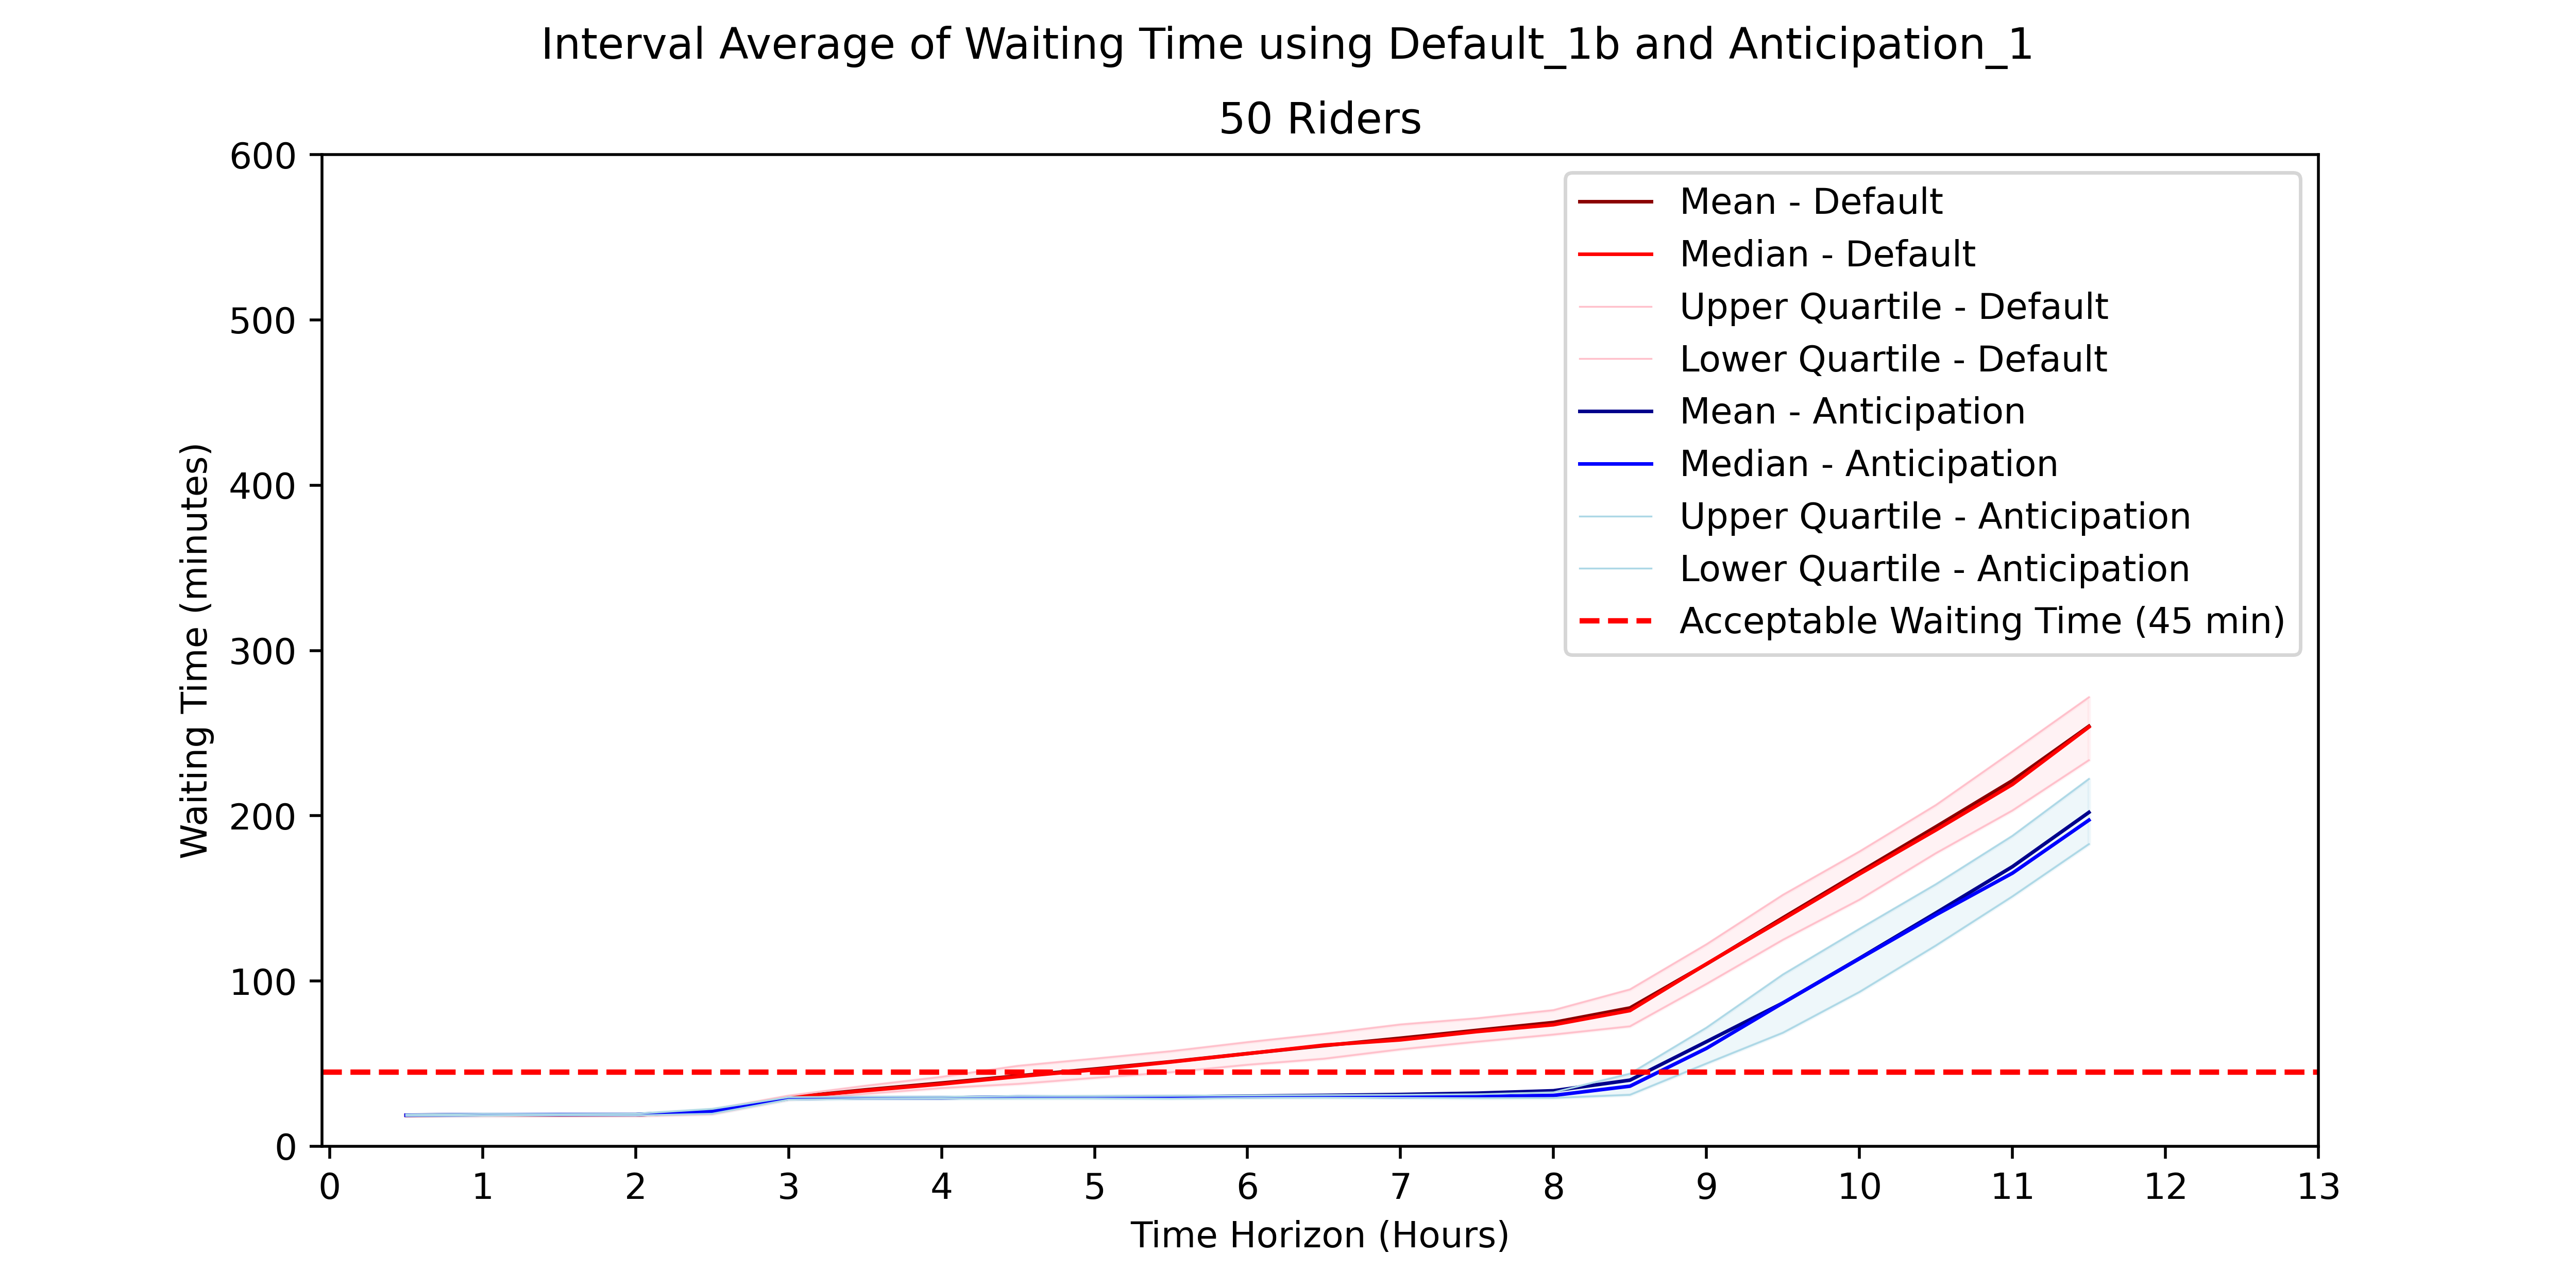 Interval Average of Waiting Time using Default_1b and Anticipation_1
50 Riders
600
500
400
300
200
100
0
Waiting Time (minutes)
Mean - Default
Median - Default
Upper Quartile - Default
Lower Quartile - Default
Mean - Anticipation
Median - Anticipation
Upper Quartile - Anticipation
Lower Quartile - Anticipation
Acceptable Waiting Time (45 min)
0 1 2 3 4 5 6 7 8 9 10 11 12 13
Time Horizon (Hours)